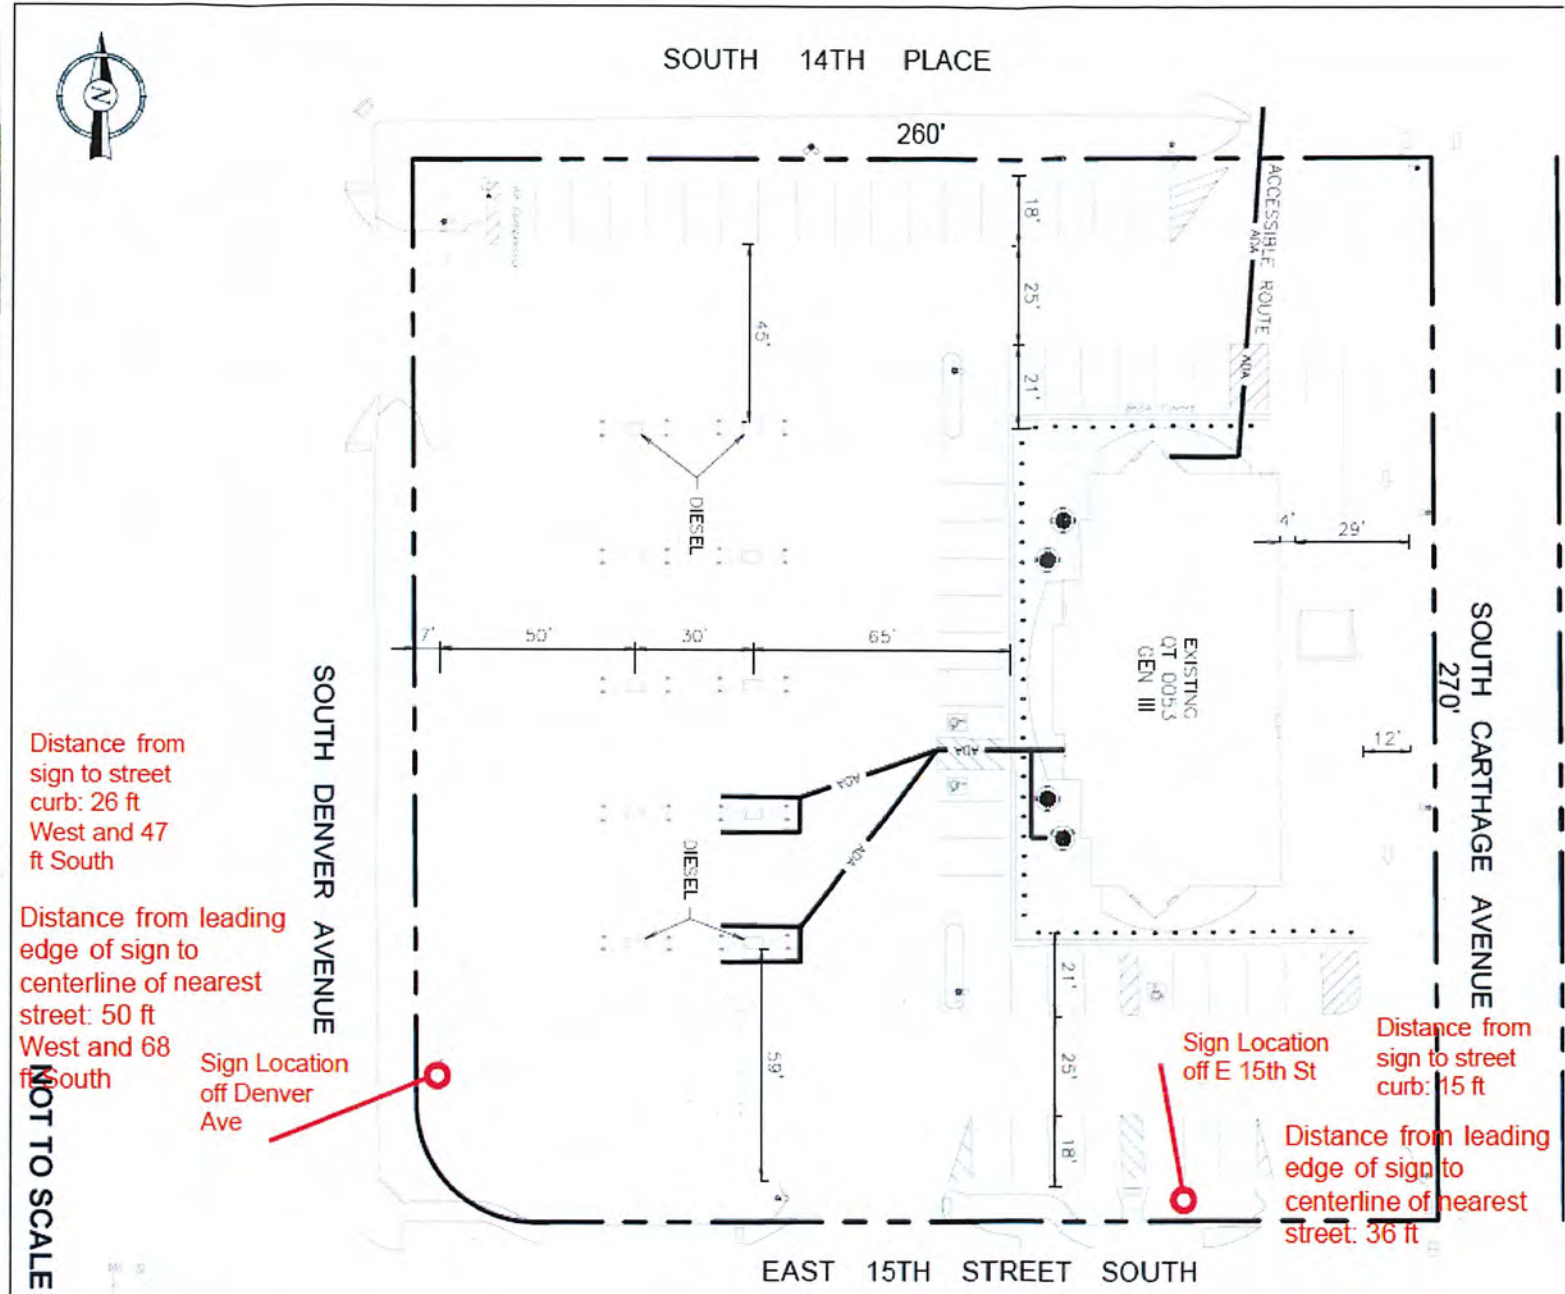 SOUTH 14TH PLACE
N
260'
18'
25'
21'
45'
ACCESSIBLE ROUTE
ADA
ADA
DIESEL
4'
29'
7'
50'
30'
65'
EXISTING
QT 0053
GEN III
SOUTH CARTHAGE AVENUE
270'
12'
SOUTH DENVER AVENUE
ADA
ADA
ADA
DIESEL
Distance from
sign to street
curb: 26 ft
West and 47
ft South
Distance from leading
edge of sign to
centerline of nearest
street: 50 ft
West and 68
ft South
Sign Location
off Denver
Ave
NOT TO SCALE
59'
21'
25'
18'
Sign Location
off E 15th St
Distance from
sign to street
curb: 15 ft
Distance from leading
edge of sign to
centerline of nearest
street: 36 ft
EAST 15TH STREET SOUTH